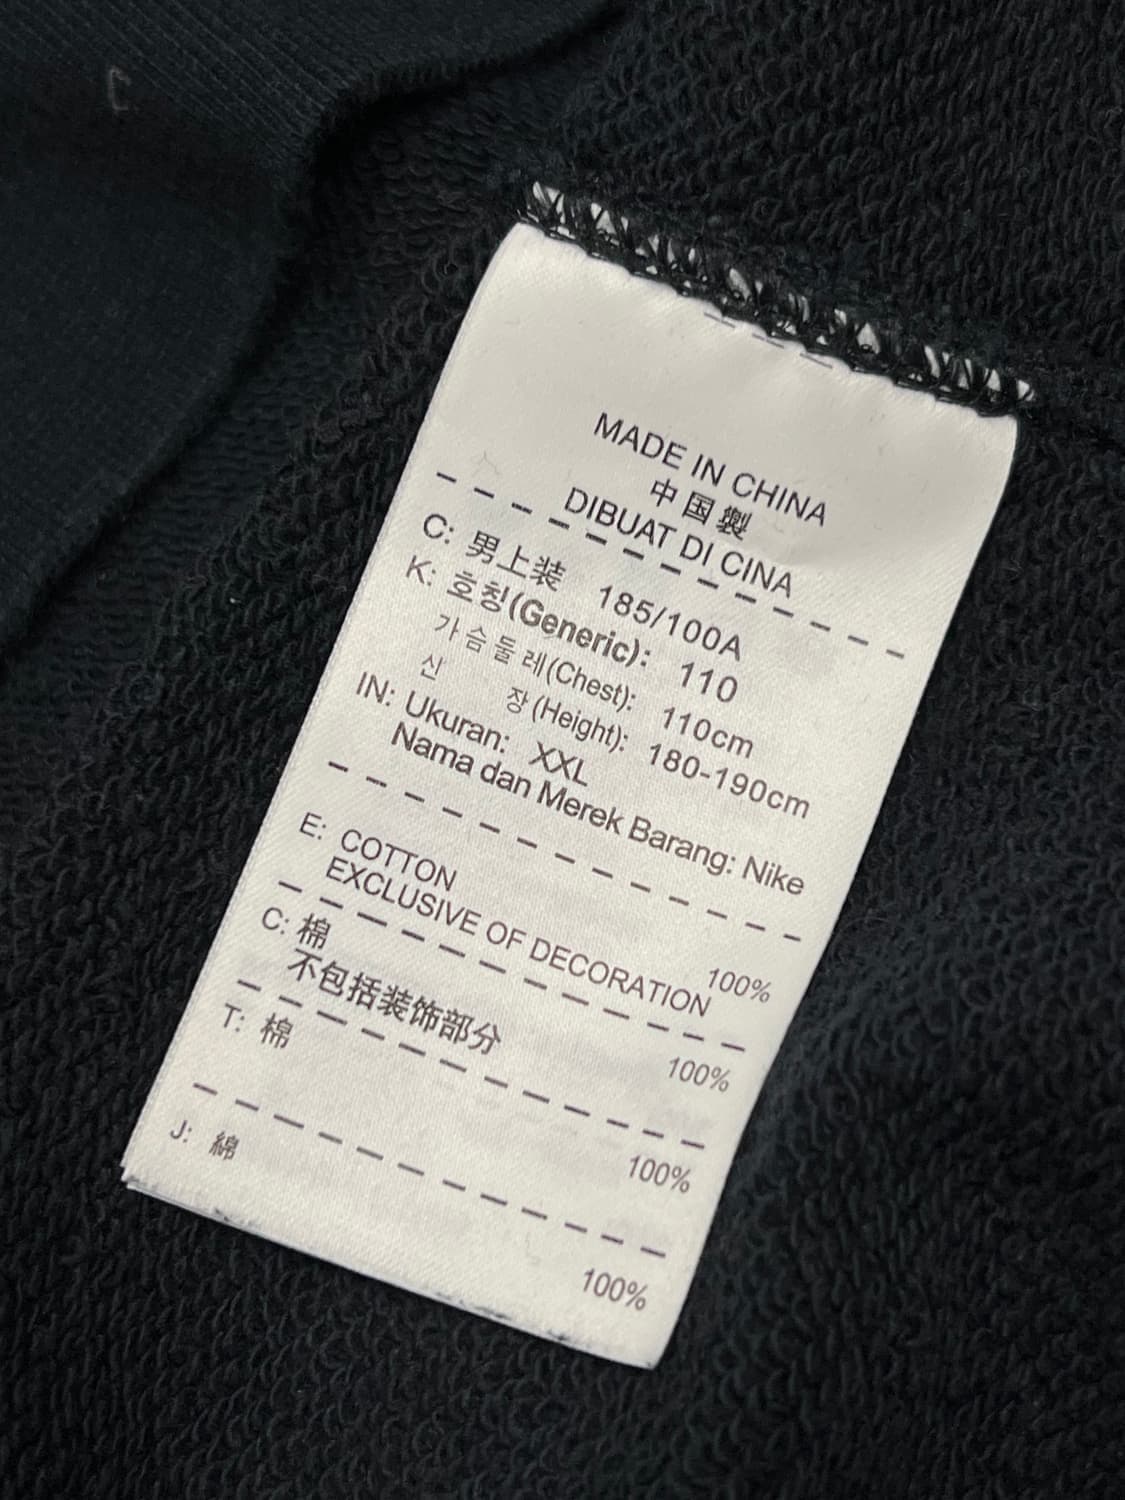 MADE IN CHINA
中国製
DIBUAT DI CINA
C: 男上装 185/100A
K: 호칭(Generic): 110
가슴둘레(Chest): 110cm
신 장(Height): 180-190cm
IN: Ukuran: XXL
Nama dan Merek Barang: Nike
E: COTTON 100%
EXCLUSIVE OF DECORATION
C: 棉 100%
不包括装饰部分
T: 棉 100%
J: 綿 100%